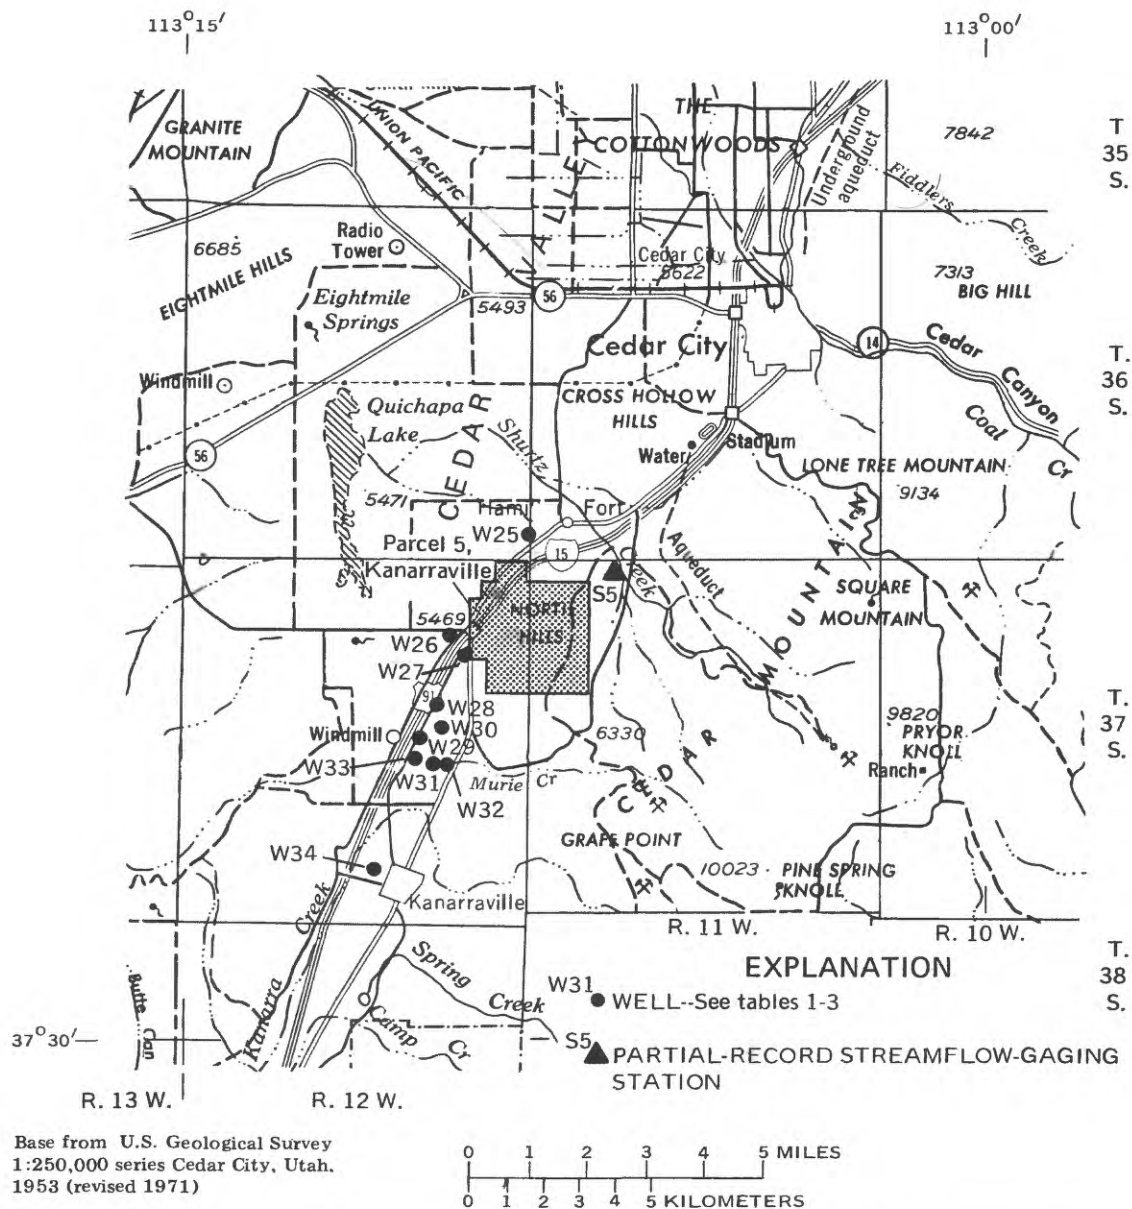 113°15′
113°00′
THE
COTTONWOODS
GRANITE
MOUNTAIN
UNION PACIFIC
7842
T
35
S.
Underground
aqueduct
Fiddlers
Creek
Radio
Tower
6685
EIGHTMILE HILLS
Cedar City
5622
7313
BIG HILL
Eightmile
Springs
5493
56
Cedar City
14
Cedar
Canyon
Coal
Cr
T.
36
S.
Windmill
Quichapa
Lake
CROSS HOLLOW
HILLS
Shurtz
Creek
56
Water
Stadium
LONE TREE MOUNTAIN
9134
5471
CEDAR
VALLEY
Ham
Fort
W25
15
Parcel 5,
Kanarraville
Aqueduct
S5
NORTH
HILLS
SQUARE
MOUNTAIN
5469
W26
W27
91
W28
W30
W29
Windmill
W33
W31
W32
Murie Cr
6330
CEDAR MOUNTAIN
9820
PRYOR
KNOLL
Ranch
T.
37
S.
GRAFE POINT
10023
PINE SPRING
KNOLL
W34
Kanarraville
Kanarra Creek
Spring
Creek
Camp
Cr
Butte
Can
R. 11 W.
R. 10 W.
T.
38
S.
EXPLANATION
W31
WELL--See tables 1-3
S5
PARTIAL-RECORD STREAMFLOW-GAGING
STATION
37°30′
R. 13 W.
R. 12 W.
Base from U.S. Geological Survey
1:250,000 series Cedar City, Utah.
1953 (revised 1971)
0 1 2 3 4 5 MILES
0 1 2 3 4 5 KILOMETERS